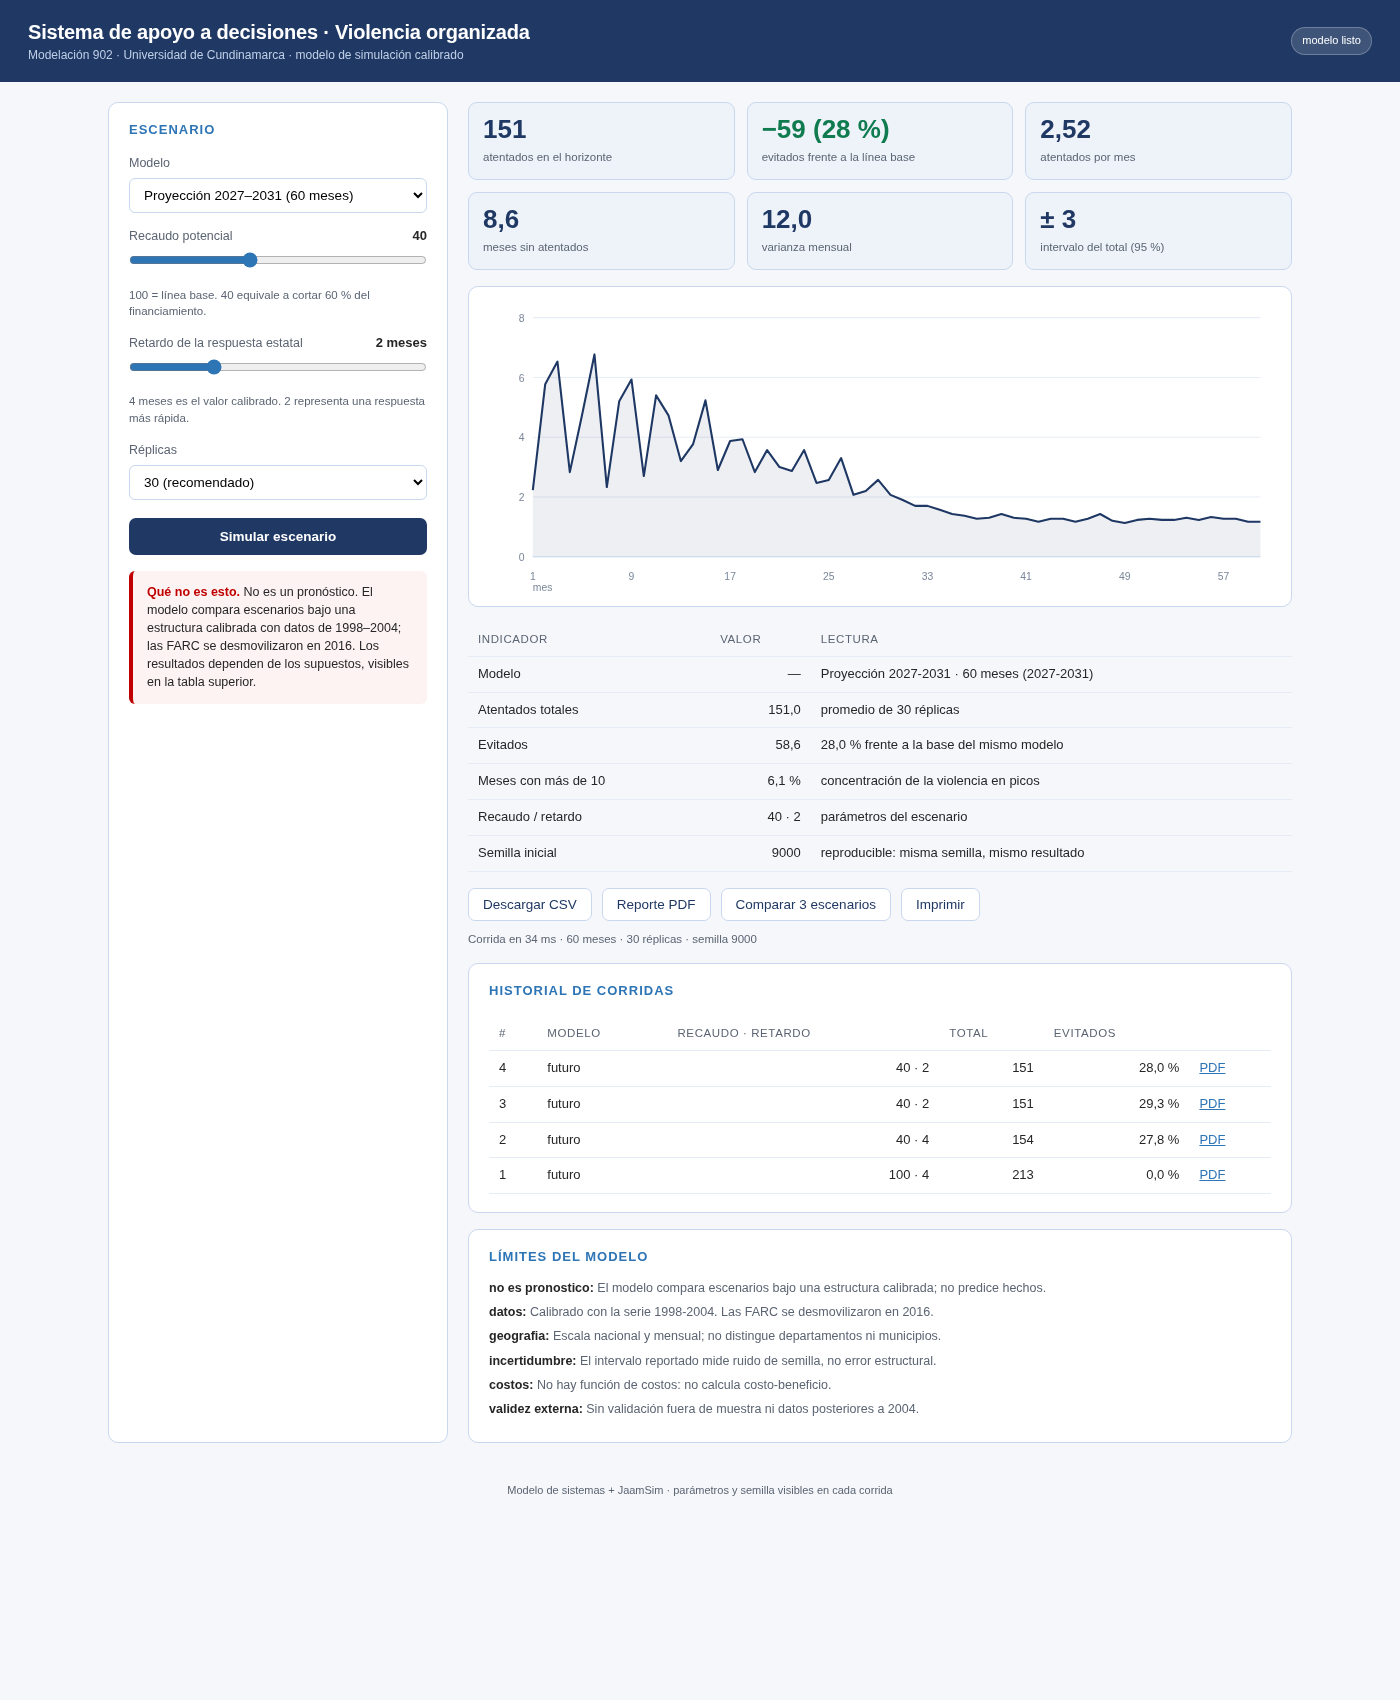 Sistema de apoyo a decisiones · Violencia organizada
Modelación 902 · Universidad de Cundinamarca · modelo de simulación calibrado
modelo listo
ESCENARIO
Modelo
Proyección 2027–2031 (60 meses)
Recaudo potencial 40
100 = línea base. 40 equivale a cortar 60 % del
financiamiento.
Retardo de la respuesta estatal 2 meses
4 meses es el valor calibrado. 2 representa una respuesta
más rápida.
Réplicas
30 (recomendado)
Simular escenario
Qué no es esto. No es un pronóstico. El
modelo compara escenarios bajo una
estructura calibrada con datos de 1998–2004;
las FARC se desmovilizaron en 2016. Los
resultados dependen de los supuestos, visibles
en la tabla superior.
151
atentados en el horizonte
−59 (28 %)
evitados frente a la línea base
2,52
atentados por mes
8,6
meses sin atentados
12,0
varianza mensual
± 3
intervalo del total (95 %)
8
6
4
2
0
1 9 17 25 33 41 49 57
mes
INDICADOR VALOR LECTURA
Modelo — Proyección 2027-2031 · 60 meses (2027-2031)
Atentados totales 151,0 promedio de 30 réplicas
Evitados 58,6 28,0 % frente a la base del mismo modelo
Meses con más de 10 6,1 % concentración de la violencia en picos
Recaudo / retardo 40 · 2 parámetros del escenario
Semilla inicial 9000 reproducible: misma semilla, mismo resultado
Descargar CSV Reporte PDF Comparar 3 escenarios Imprimir
Corrida en 34 ms · 60 meses · 30 réplicas · semilla 9000
HISTORIAL DE CORRIDAS
# MODELO RECAUDO · RETARDO TOTAL EVITADOS
4 futuro 40 · 2 151 28,0 % PDF
3 futuro 40 · 2 151 29,3 % PDF
2 futuro 40 · 4 154 27,8 % PDF
1 futuro 100 · 4 213 0,0 % PDF
LÍMITES DEL MODELO
no es pronostico: El modelo compara escenarios bajo una estructura calibrada; no predice hechos.
datos: Calibrado con la serie 1998-2004. Las FARC se desmovilizaron en 2016.
geografia: Escala nacional y mensual; no distingue departamentos ni municipios.
incertidumbre: El intervalo reportado mide ruido de semilla, no error estructural.
costos: No hay función de costos: no calcula costo-beneficio.
validez externa: Sin validación fuera de muestra ni datos posteriores a 2004.
Modelo de sistemas + JaamSim · parámetros y semilla visibles en cada corrida